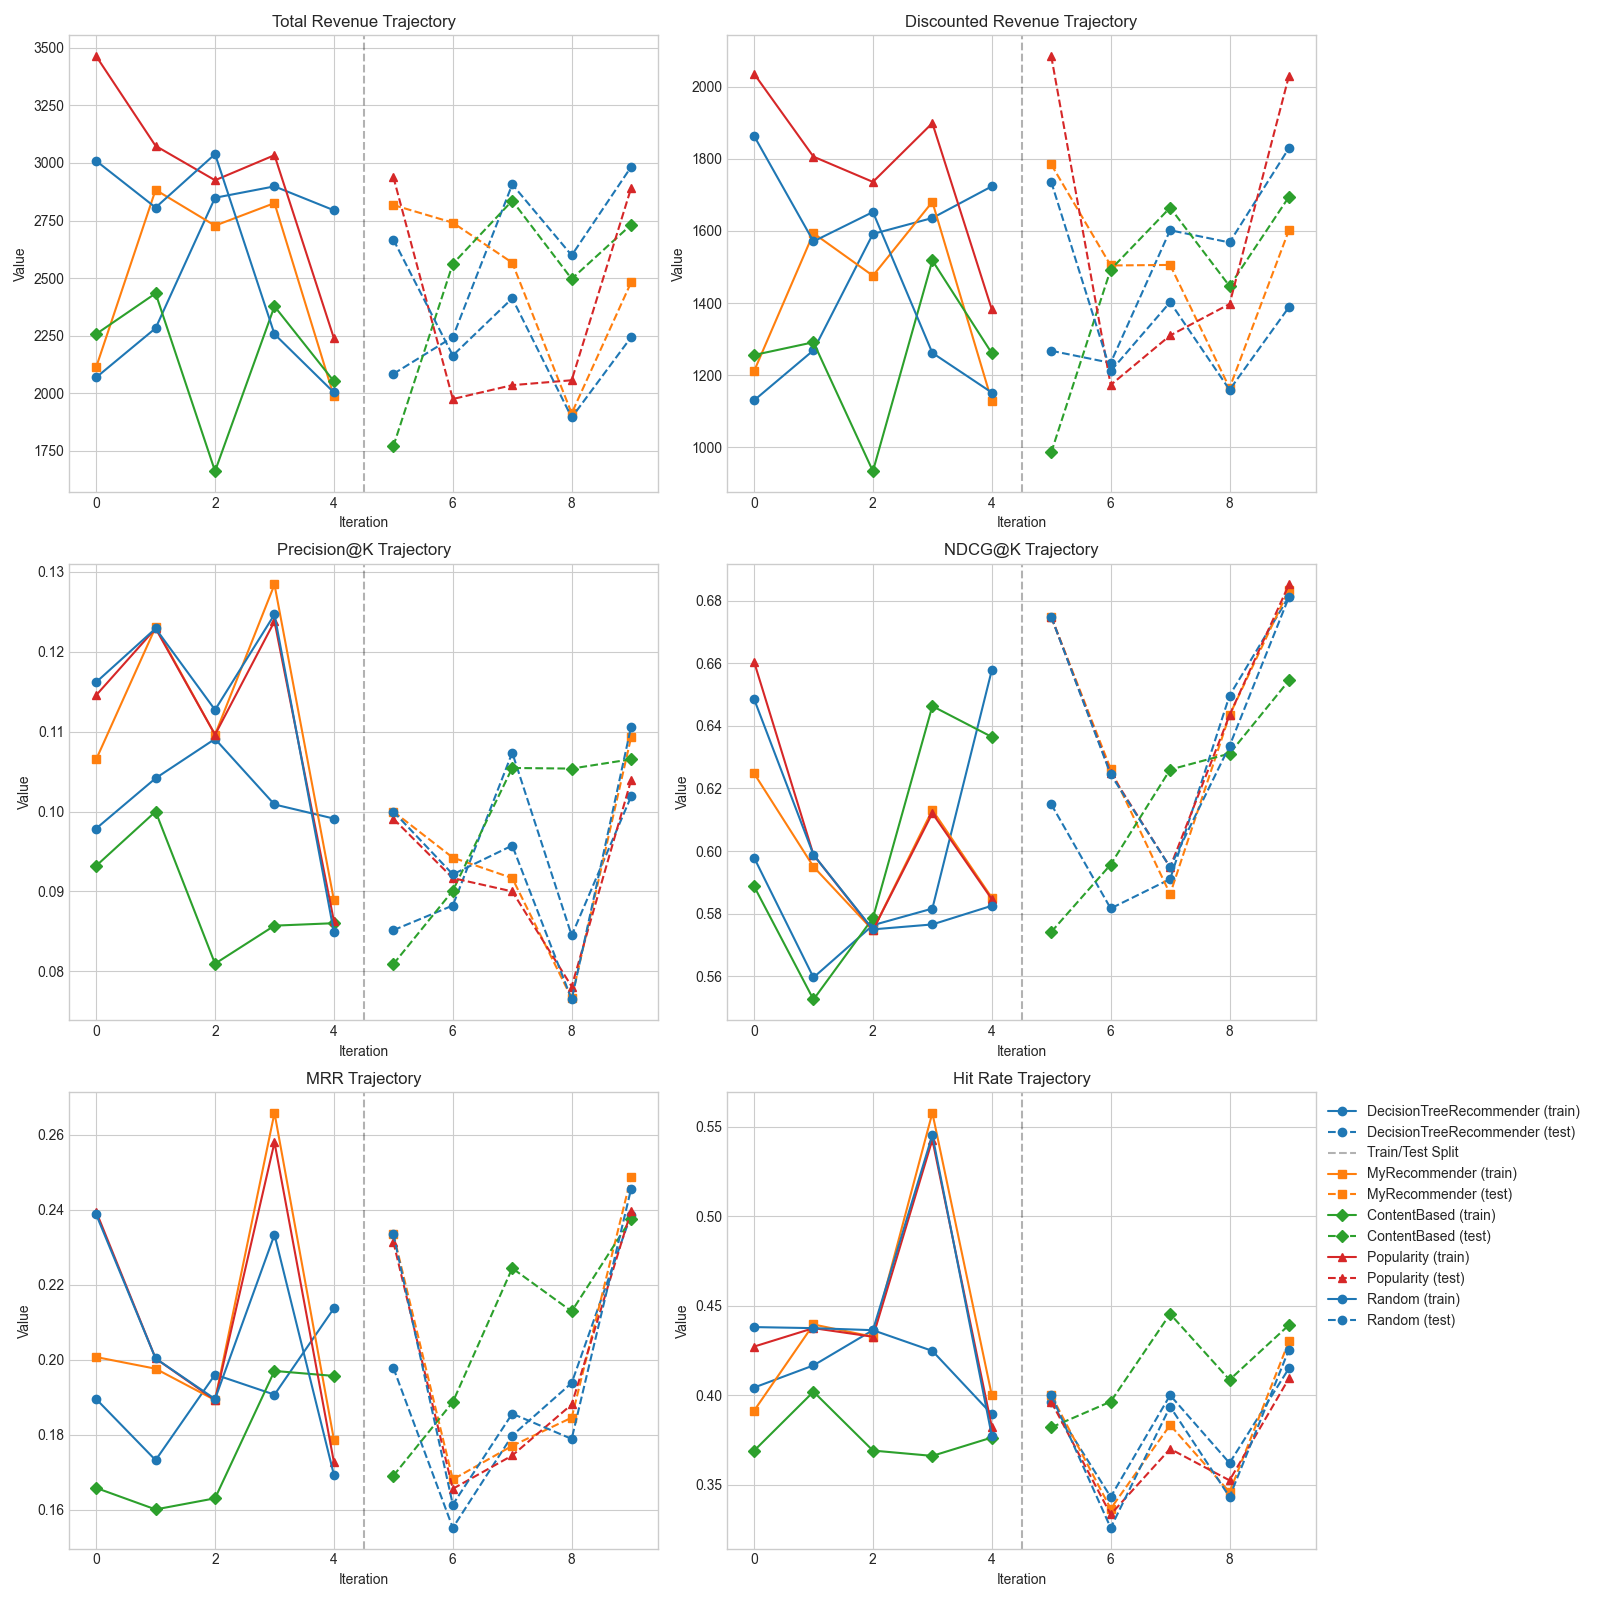 Total Revenue Trajectory
Value
3500
3250
3000
2750
2500
2250
2000
1750
0 2 4 6 8
Iteration
Discounted Revenue Trajectory
Value
2000
1800
1600
1400
1200
1000
0 2 4 6 8
Iteration
Precision@K Trajectory
Value
0.13
0.12
0.11
0.10
0.09
0.08
0 2 4 6 8
Iteration
NDCG@K Trajectory
Value
0.68
0.66
0.64
0.62
0.60
0.58
0.56
0 2 4 6 8
Iteration
MRR Trajectory
Value
0.26
0.24
0.22
0.20
0.18
0.16
0 2 4 6 8
Iteration
Hit Rate Trajectory
Value
0.55
0.50
0.45
0.40
0.35
0 2 4 6 8
Iteration
DecisionTreeRecommender (train)
DecisionTreeRecommender (test)
Train/Test Split
MyRecommender (train)
MyRecommender (test)
ContentBased (train)
ContentBased (test)
Popularity (train)
Popularity (test)
Random (train)
Random (test)